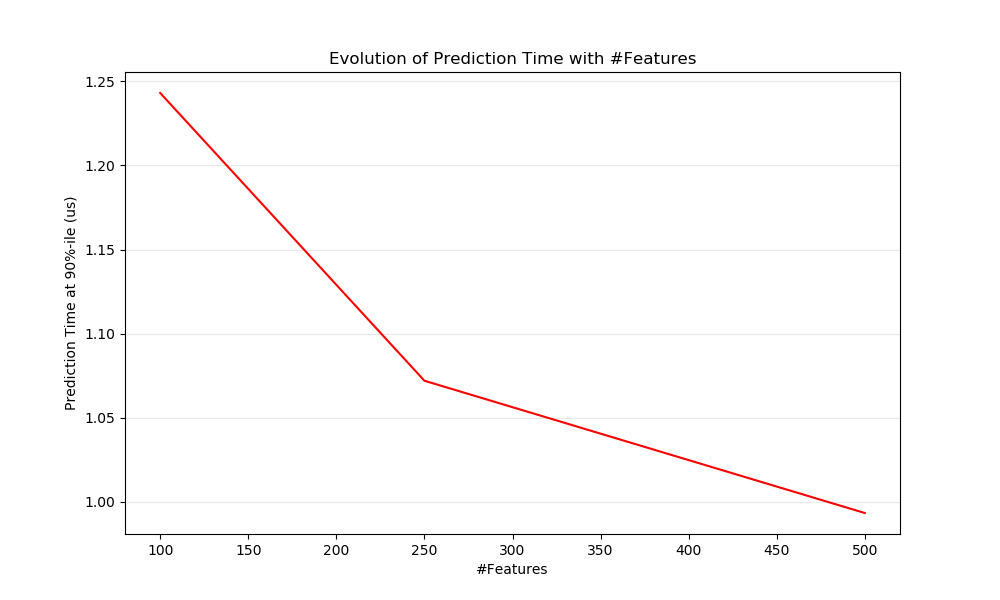 Evolution of Prediction Time with #Features
Prediction Time at 90%-ile (us)
1.25
1.20
1.15
1.10
1.05
1.00
100 150 200 250 300 350 400 450 500
#Features